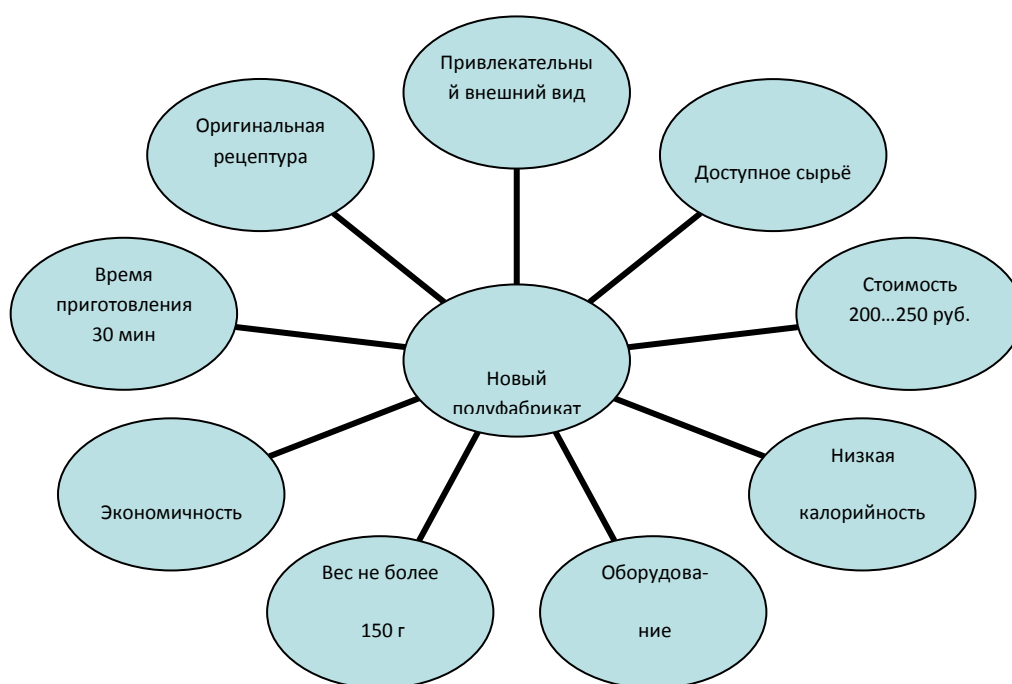 Привлекательны
й внешний вид
Оригинальная
рецептура
Доступное сырьё
Время
приготовления
30 мин
Стоимость
200...250 руб.
Новый
полуфабрикат
Экономичность
Низкая
калорийность
Вес не более
150 г
Оборудова-
ние